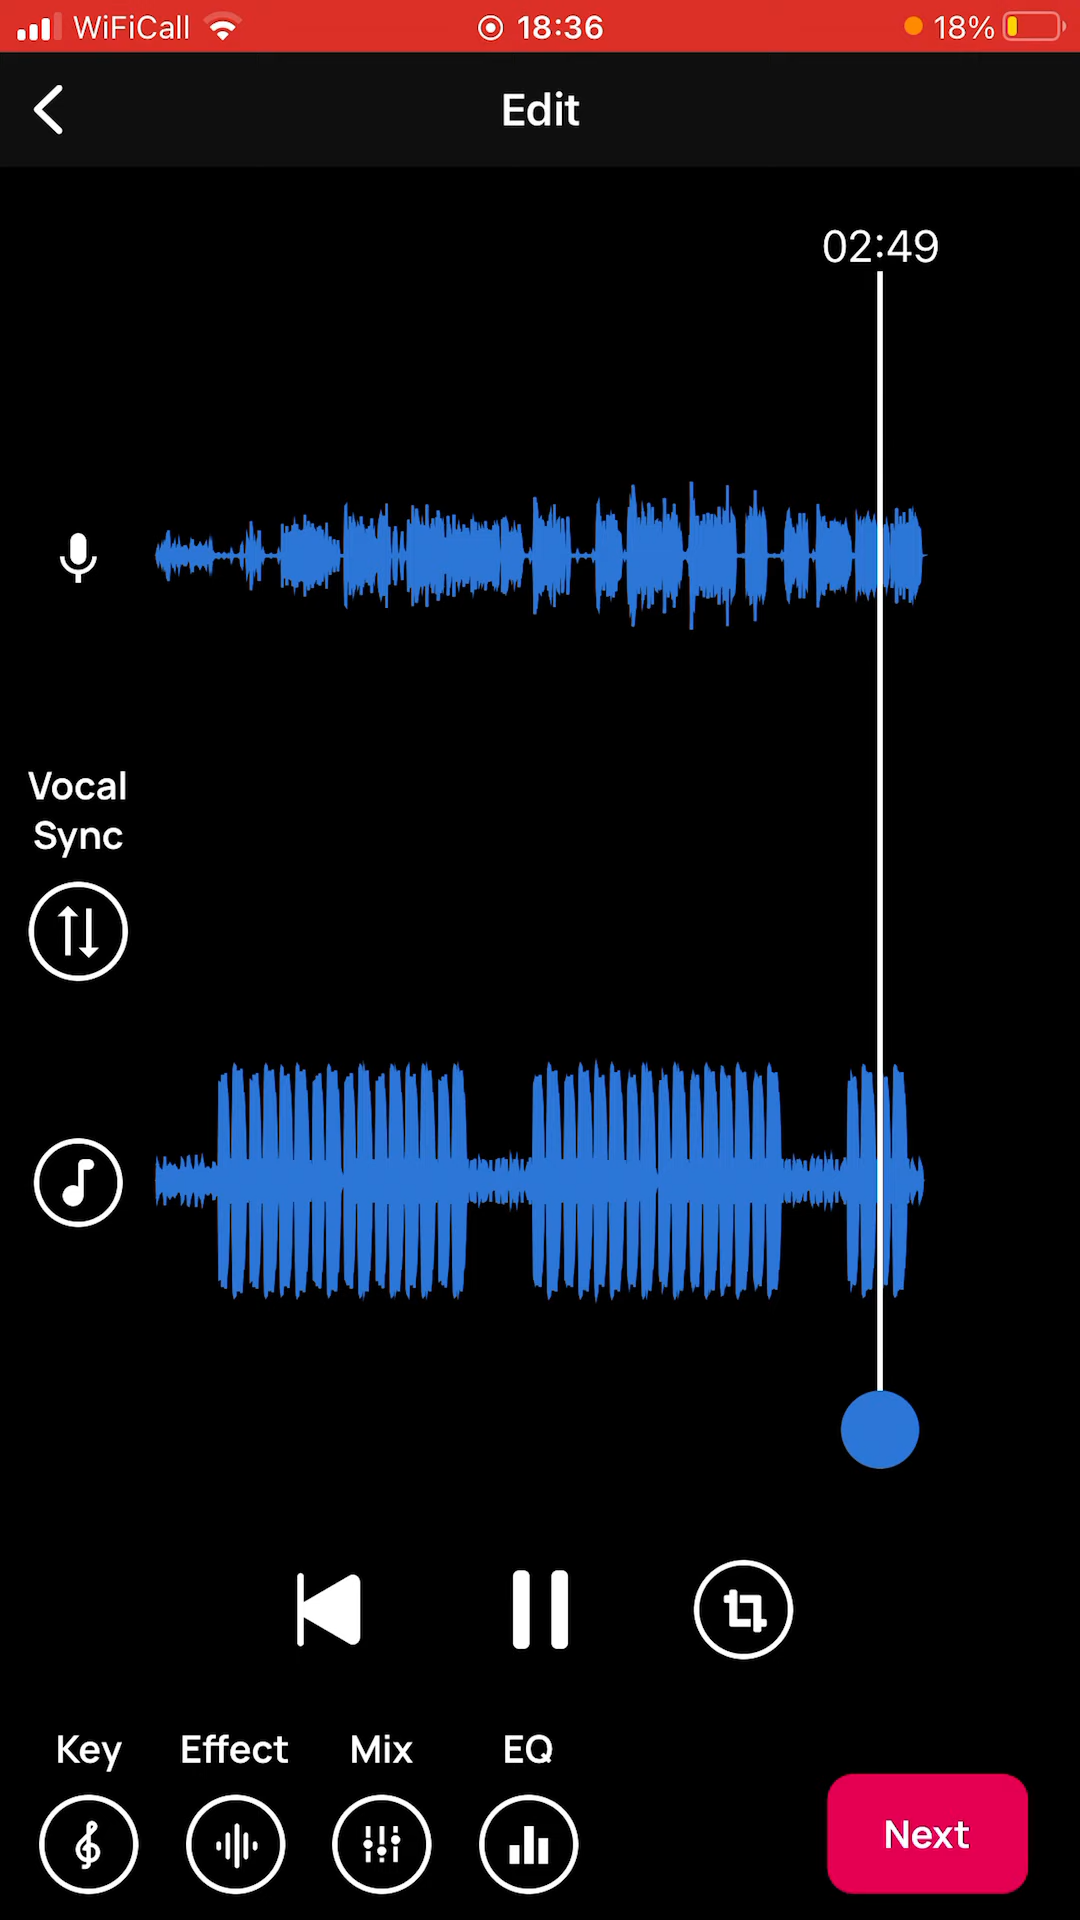 WiFiCall
18:36
18%
Edit
02:49
Vocal
Sync
Key
Effect
Mix
EQ
Next